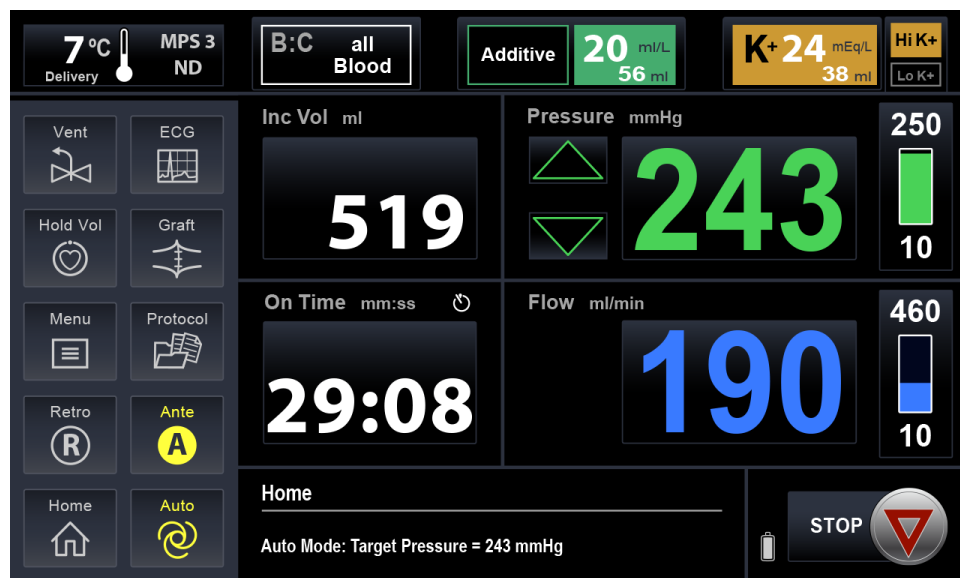 7 °C
Delivery
MPS 3
ND
B:C all
Blood
Additive
20 ml/L
56 ml
K+ 24 mEq/L
38 ml
Hi K+
Lo K+
Vent
ECG
Hold Vol
Graft
Menu
Protocol
Retro
R
Ante
A
Home
Auto
Inc Vol ml
519
Pressure mmHg
243
250
10
On Time mm:ss
29:08
Flow ml/min
190
460
10
Home
Auto Mode: Target Pressure = 243 mmHg
STOP